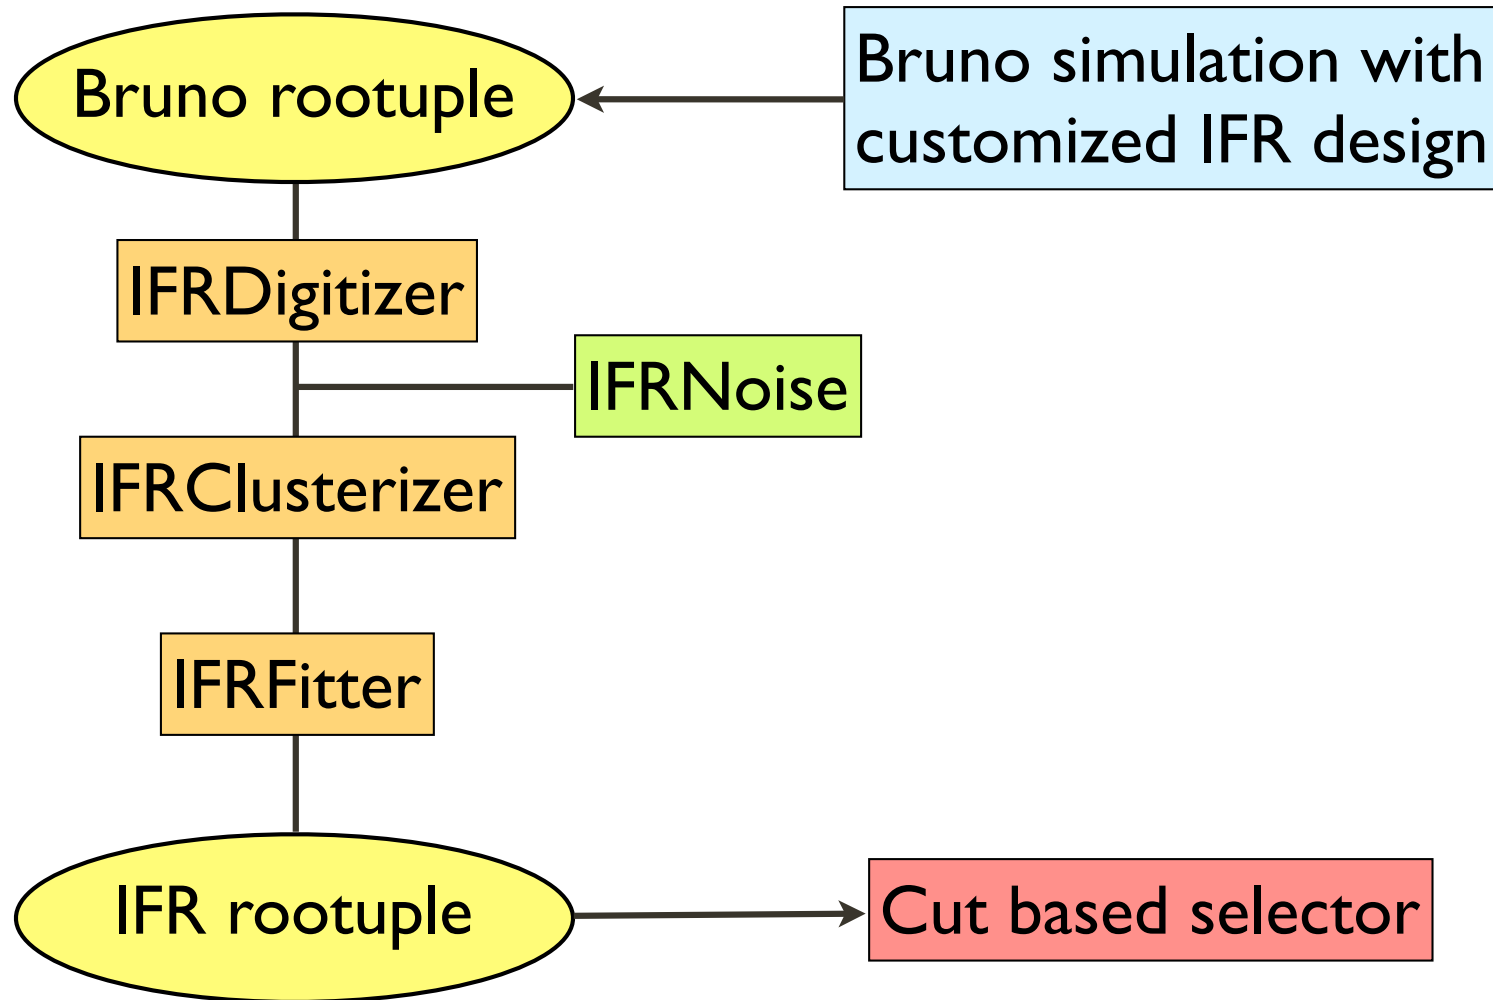 Bruno rootuple
Bruno simulation with
customized IFR design
IFRDigitizer
IFRNoise
IFRClusterizer
IFRFitter
IFR rootuple
Cut based selector